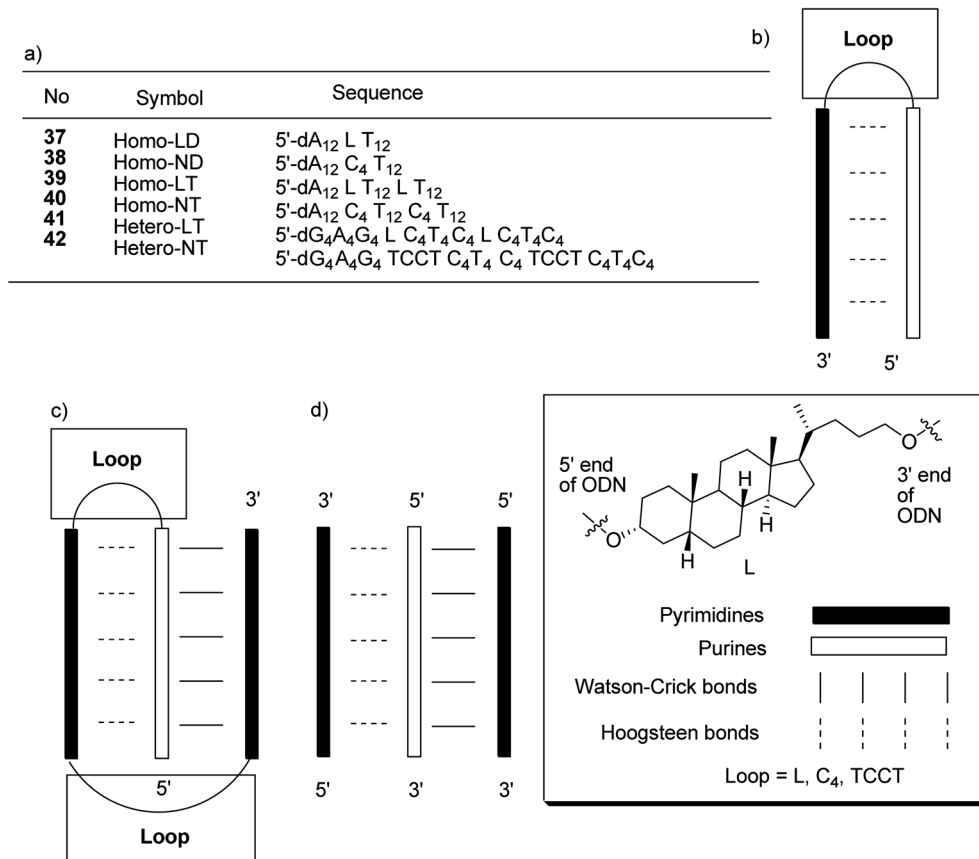 a)
No Symbol Sequence
37 Homo-LD 5'-dA12 L T12
38 Homo-ND 5'-dA12 C4 T12
39 Homo-LT 5'-dA12 L T12 L T12
40 Homo-NT 5'-dA12 C4 T12 C4 T12
41 Hetero-LT 5'-dG4A4G4 L C4T4C4 L C4T4C4
42 Hetero-NT 5'-dG4A4G4 TCCT C4T4 C4 TCCT C4T4C4
b)
Loop
3' 5'
c)
Loop
3'
5'
Loop
d)
3' 5' 5'
5' 3' 3'
5' end
of ODN
O
H
H
H
L
O
3' end
of
ODN
Pyrimidines
Purines
Watson-Crick bonds
Hoogsteen bonds
Loop = L, C4, TCCT